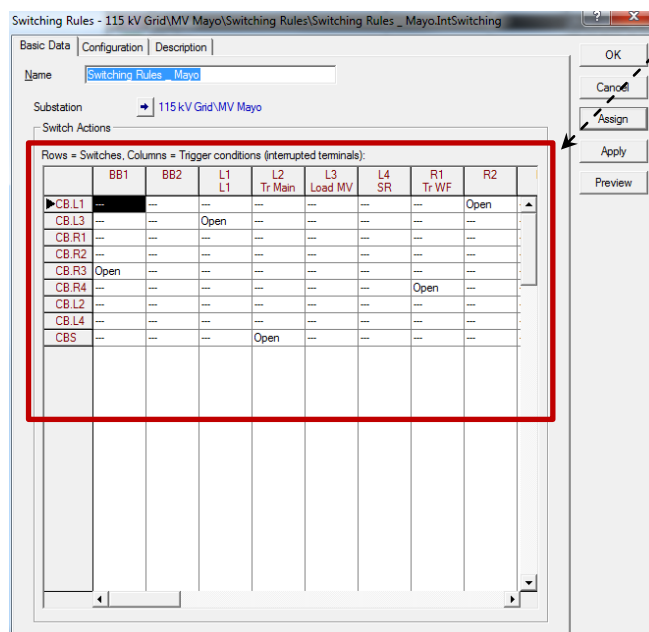 Switching Rules - 115 kV Grid\MV Mayo\Switching Rules\Switching Rules _ Mayo.IntSwitching ? X
Basic Data Configuration Description
OK
Name Switching Rules _ Mayo
Cancel
Substation 115 kV Grid\MV Mayo
Assign
Switch Actions
Rows = Switches, Columns = Trigger conditions (interrupted terminals):
Apply
BB1 BB2 L1 L2 L3 L4 R1 R2
L1 Tr Main Load MV SR Tr WF
Preview
CB.L1 --- --- --- --- --- --- --- Open
CB.L3 --- --- Open --- --- --- --- ---
CB.R1 --- --- --- --- --- --- --- ---
CB.R2 --- --- --- --- --- --- --- ---
CB.R3 Open --- --- --- --- --- --- ---
CB.R4 --- --- --- --- --- --- Open ---
CB.L2 --- --- --- --- --- --- --- ---
CB.L4 --- --- --- --- --- --- --- ---
CBS --- --- --- Open --- --- --- ---